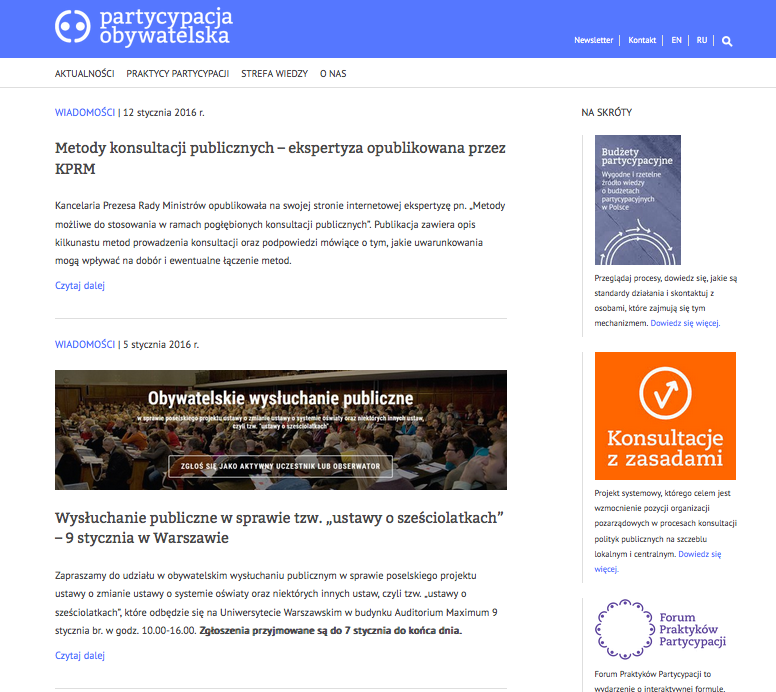 partycypacja
obywatelska
Newsletter
Kontakt
EN
RU
AKTUALNOŚCI PRAKTYCY PARTYCYPACJI STREFA WIEDZY O NAS
WIADOMOŚCI | 12 stycznia 2016 r.
Metody konsultacji publicznych – ekspertyza opublikowana przez
KPRM
Kancelaria Prezesa Rady Ministrów opublikowała na swojej stronie internetowej ekspertyzę pn. „Metody
możliwe do stosowania w ramach pogłębionych konsultacji publicznych”. Publikacja zawiera opis
kilkunastu metod prowadzenia konsultacji oraz podpowiedzi mówiące o tym, jakie uwarunkowania
mogą wpływać na dobór i ewentualne łączenie metod.
Czytaj dalej
WIADOMOŚCI | 5 stycznia 2016 r.
Obywatelskie wysłuchanie publiczne
w sprawie poselskiego projektu ustawy o zmianie ustawy o systemie oświaty oraz niektórych innych ustaw,
czyli tzw. "ustawy o sześciolatkach"
ZGŁOŚ SIĘ JAKO AKTYWNY UCZESTNIK LUB OBSERWATOR
Wysłuchanie publiczne w sprawie tzw. „ustawy o sześciolatkach”
– 9 stycznia w Warszawie
Zapraszamy do udziału w obywatelskim wysłuchaniu publicznym w sprawie poselskiego projektu
ustawy o zmianie ustawy o systemie oświaty oraz niektórych innych ustaw, czyli tzw. „ustawy o
sześciolatkach”, które odbędzie się na Uniwersytecie Warszawskim w budynku Auditorium Maximum 9
stycznia br. w godz. 10.00-16.00. Zgłoszenia przyjmowane są do 7 stycznia do końca dnia.
Czytaj dalej
NA SKRÓTY
Budżety
partycypacyjne
Wygodne i rzetelne
źródło wiedzy
o budżetach
partycypacyjnych
w Polsce
Przeglądaj procesy, dowiedz się, jakie są
standardy działania i skontaktuj z
osobami, które zajmują się tym
mechanizmem. Dowiedz się więcej.
Konsultacje
z zasadami
Projekt systemowy, którego celem jest
wzmocnienie pozycji organizacji
pozarządowych w procesach konsultacji
polityk publicznych na szczeblu
lokalnym i centralnym. Dowiedz się
więcej.
Forum
Praktyków
Partycypacji
Forum Praktyków Partycypacji to
wydarzenie o interaktywnej formule,